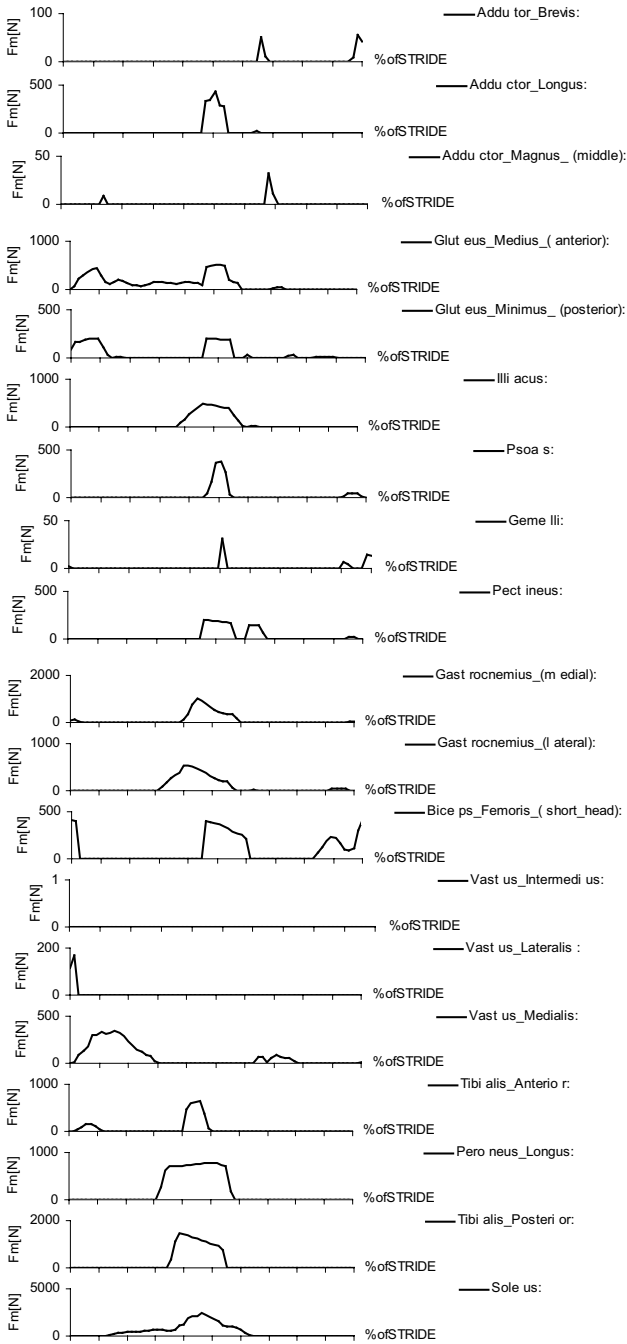 100
Fm[N]
0
%ofSTRIDE
Addu tor_Brevis:
500
Fm[N]
0
%ofSTRIDE
Addu ctor_Longus:
50
Fm[N]
0
%ofSTRIDE
Addu ctor_Magnus_ (middle):
1000
Fm[N]
0
%ofSTRIDE
Glut eus_Medius_( anterior):
500
Fm[N]
0
%ofSTRIDE
Glut eus_Minimus_ (posterior):
1000
Fm[N]
0
%ofSTRIDE
Illi acus:
500
Fm[N]
0
%ofSTRIDE
Psoa s:
50
Fm[N]
0
%ofSTRIDE
Geme lli:
500
Fm[N]
0
%ofSTRIDE
Pect ineus:
2000
Fm[N]
0
%ofSTRIDE
Gast rocnemius_(m edial):
1000
Fm[N]
0
%ofSTRIDE
Gast rocnemius_(l ateral):
500
Fm[N]
0
%ofSTRIDE
Bice ps_Femoris_( short_head):
1
Fm[N]
0
%ofSTRIDE
Vast us_Intermedi us:
200
Fm[N]
0
%ofSTRIDE
Vast us_Lateralis :
500
Fm[N]
0
%ofSTRIDE
Vast us_Medialis:
1000
Fm[N]
0
%ofSTRIDE
Tibi alis_Anterio r:
1000
Fm[N]
0
%ofSTRIDE
Pero neus_Longus:
2000
Fm[N]
0
%ofSTRIDE
Tibi alis_Posteri or:
5000
Fm[N]
0
%ofSTRIDE
Sole us: